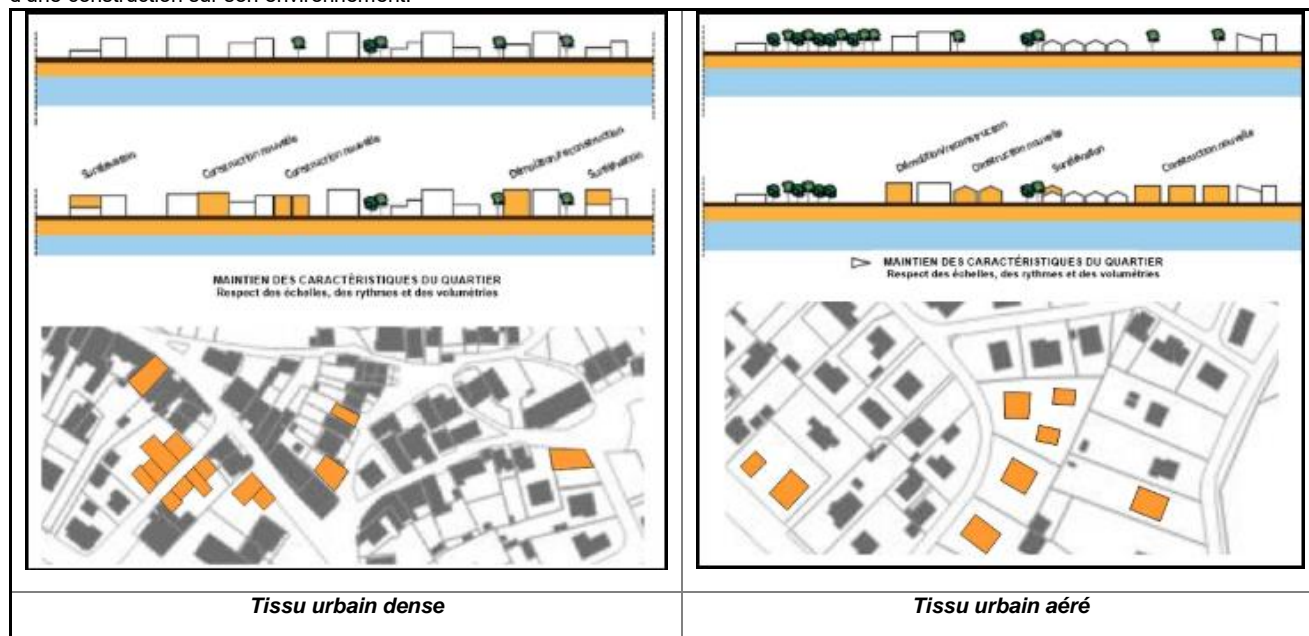 d'une construction sur son environnement.
Surélévation
Construction nouvelle
Construction nouvelle
Démolition/reconstruction
Surélévation
MAINTIEN DES CARACTÉRISTIQUES DU QUARTIER
Respect des échelles, des rythmes et des volumétries
Tissu urbain dense
Démolition/reconstruction
Construction nouvelle
Surélévation
Construction nouvelle
MAINTIEN DES CARACTÉRISTIQUES DU QUARTIER
Respect des échelles, des rythmes et des volumétries
Tissu urbain aéré